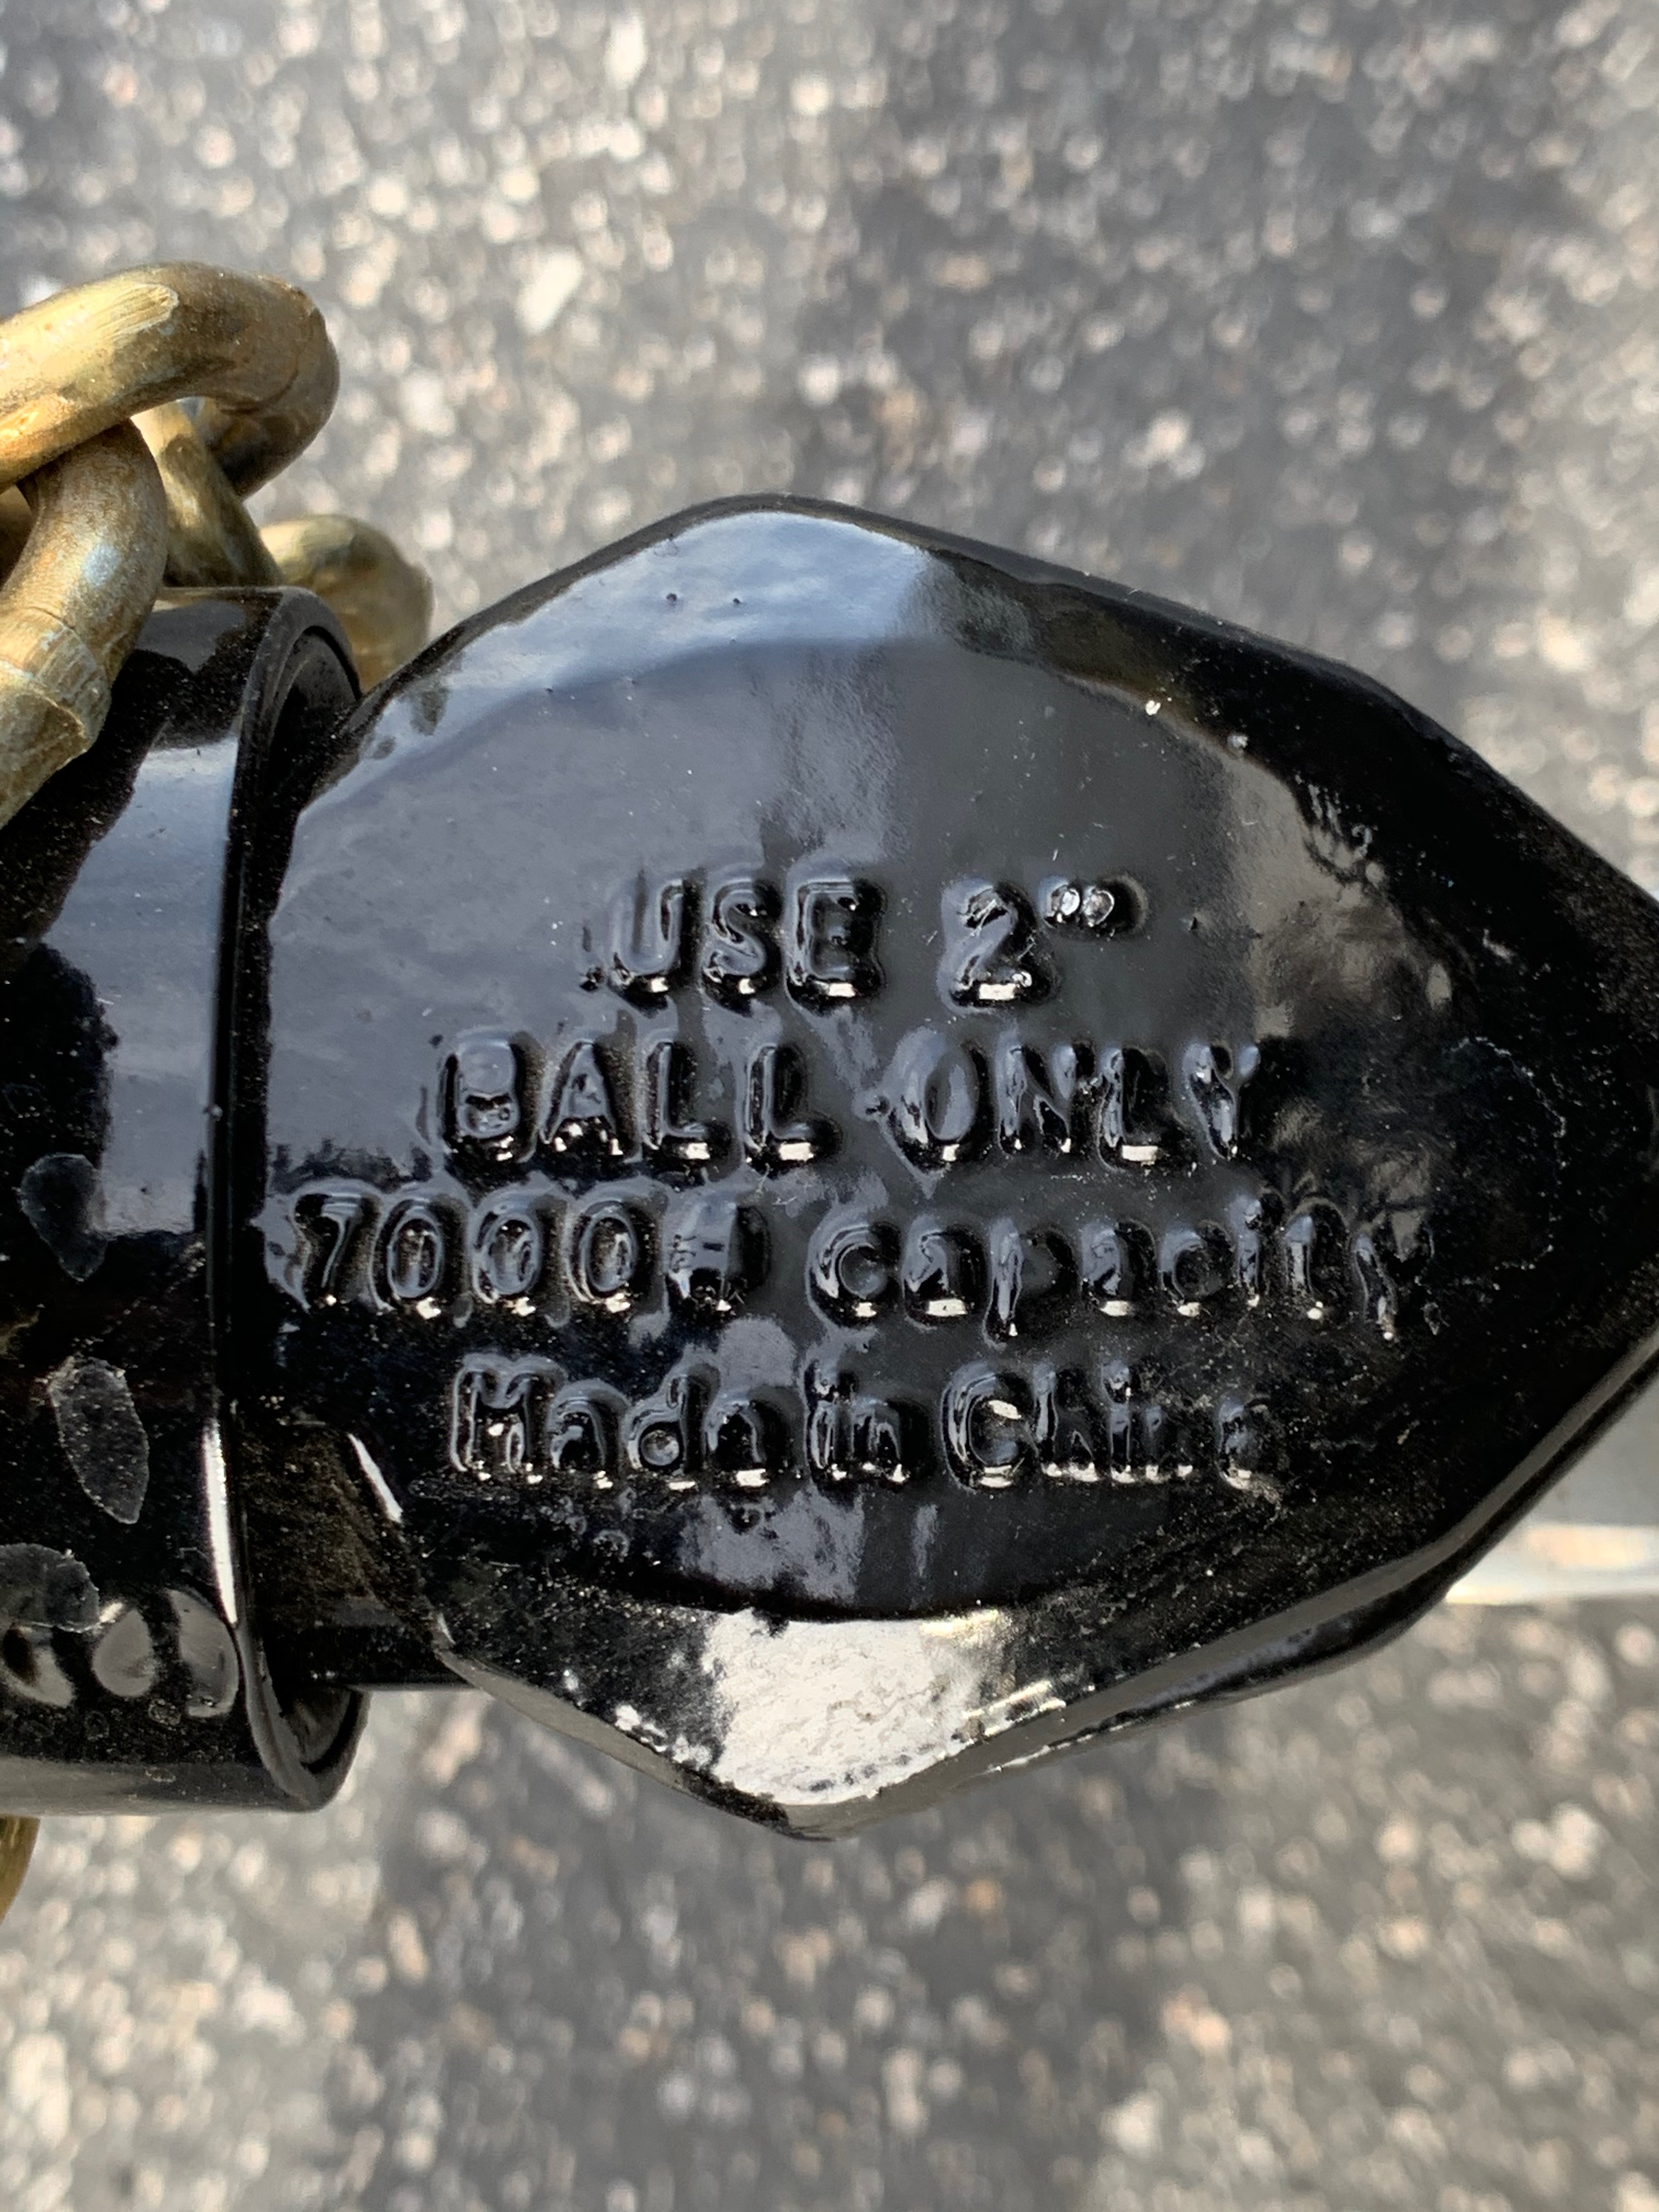 USE 2"
BALL ONLY
7000# Capacity
Made in China